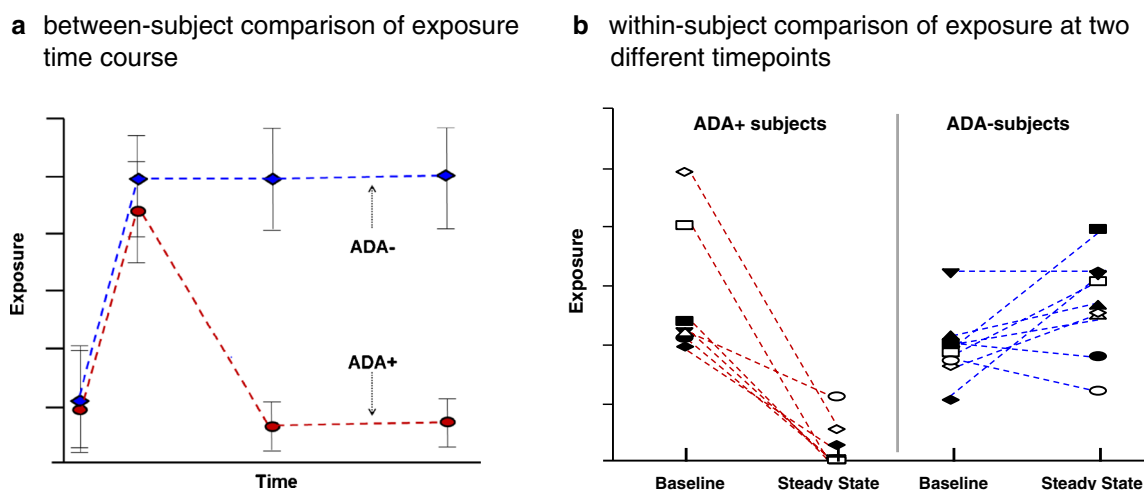 a between-subject comparison of exposure
time course
Exposure
ADA-
ADA+
Time
b within-subject comparison of exposure at two
different timepoints
ADA+ subjects
ADA-subjects
Exposure
Baseline
Steady State
Baseline
Steady State